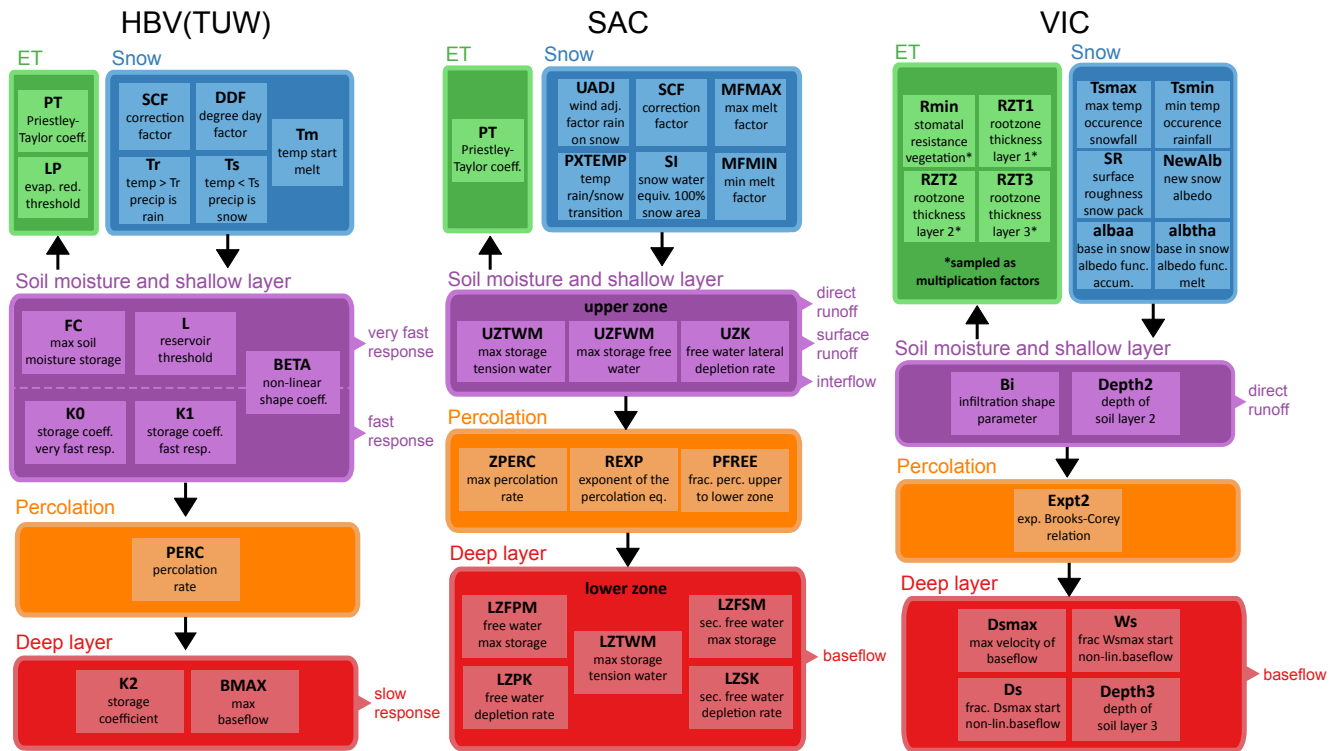 HBV(TUW)
ET
Snow
PT
Priestley-
Taylor coeff.
LP
evap. red.
threshold
SCF
correction
factor
DDF
degree day
factor
Tr
temp > Tr
precip is
rain
Ts
temp < Ts
precip is
snow
Tm
temp start
melt
Soil moisture and shallow layer
FC
max soil
moisture storage
L
reservoir
threshold
BETA
non-linear
shape coeff.
K0
storage coeff.
very fast resp.
K1
storage coeff.
fast resp.
very fast
response
fast
response
Percolation
PERC
percolation
rate
Deep layer
K2
storage
coefficient
BMAX
max
baseflow
slow
response
SAC
ET
Snow
PT
Priestley-
Taylor coeff.
UADJ
wind adj.
factor rain
on snow
SCF
correction
factor
MFMAX
max melt
factor
PXTEMP
temp
rain/snow
transition
SI
snow water
equiv. 100%
snow area
MFMIN
min melt
factor
Soil moisture and shallow layer
upper zone
UZTWM
max storage
tension water
UZFWM
max storage free
water
UZK
free water lateral
depletion rate
direct
runoff
surface
runoff
interflow
Percolation
ZPERC
max percolation
rate
REXP
exponent of the
percolation eq.
PFREE
frac. perc. upper
to lower zone
Deep layer
lower zone
LZFPM
free water
max storage
LZTWM
max storage
tension water
LZFSM
sec. free water
max storage
LZPK
free water
depletion rate
LZSK
sec. free water
depletion rate
baseflow
VIC
ET
Snow
Rmin
stomatal
resistance
vegetation*
RZT1
rootzone
thickness
layer 1*
RZT2
rootzone
thickness
layer 2*
RZT3
rootzone
thickness
layer 3*
*sampled as
multiplication factors
Tsmax
max temp
occurence
snowfall
Tsmin
min temp
occurence
rainfall
SR
surface
roughness
snow pack
NewAlb
new snow
albedo
albaa
base in snow
albedo func.
accum.
albtha
base in snow
albedo func.
melt
Soil moisture and shallow layer
Bi
infiltration shape
parameter
Depth2
depth of
soil layer 2
direct
runoff
Percolation
Expt2
exp. Brooks-Corey
relation
Deep layer
Dsmax
max velocity of
baseflow
Ws
frac Wsmax start
non-lin.baseflow
Ds
frac. Dsmax start
non-lin.baseflow
Depth3
depth of
soil layer 3
baseflow